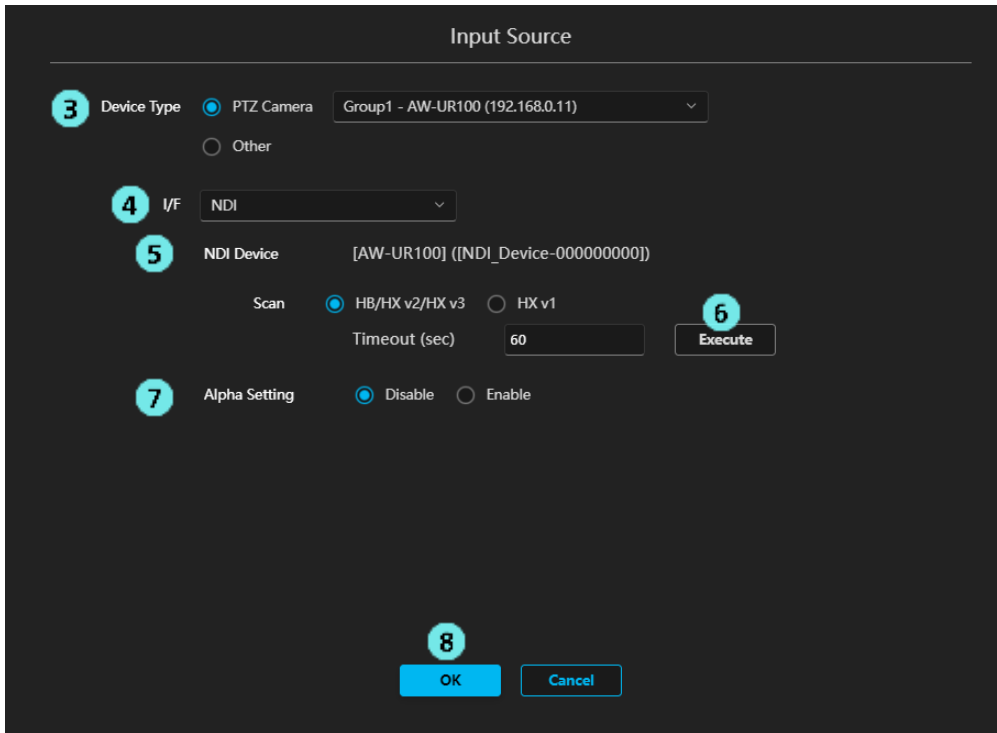 Input Source
3 Device Type PTZ Camera Group1 - AW-UR100 (192.168.0.11)
Other
4 I/F NDI
5 NDI Device [AW-UR100] ([NDI_Device-000000000])
Scan HB/HX v2/HX v3 HX v1 6
Timeout (sec) 60 Execute
7 Alpha Setting Disable Enable
8
OK Cancel